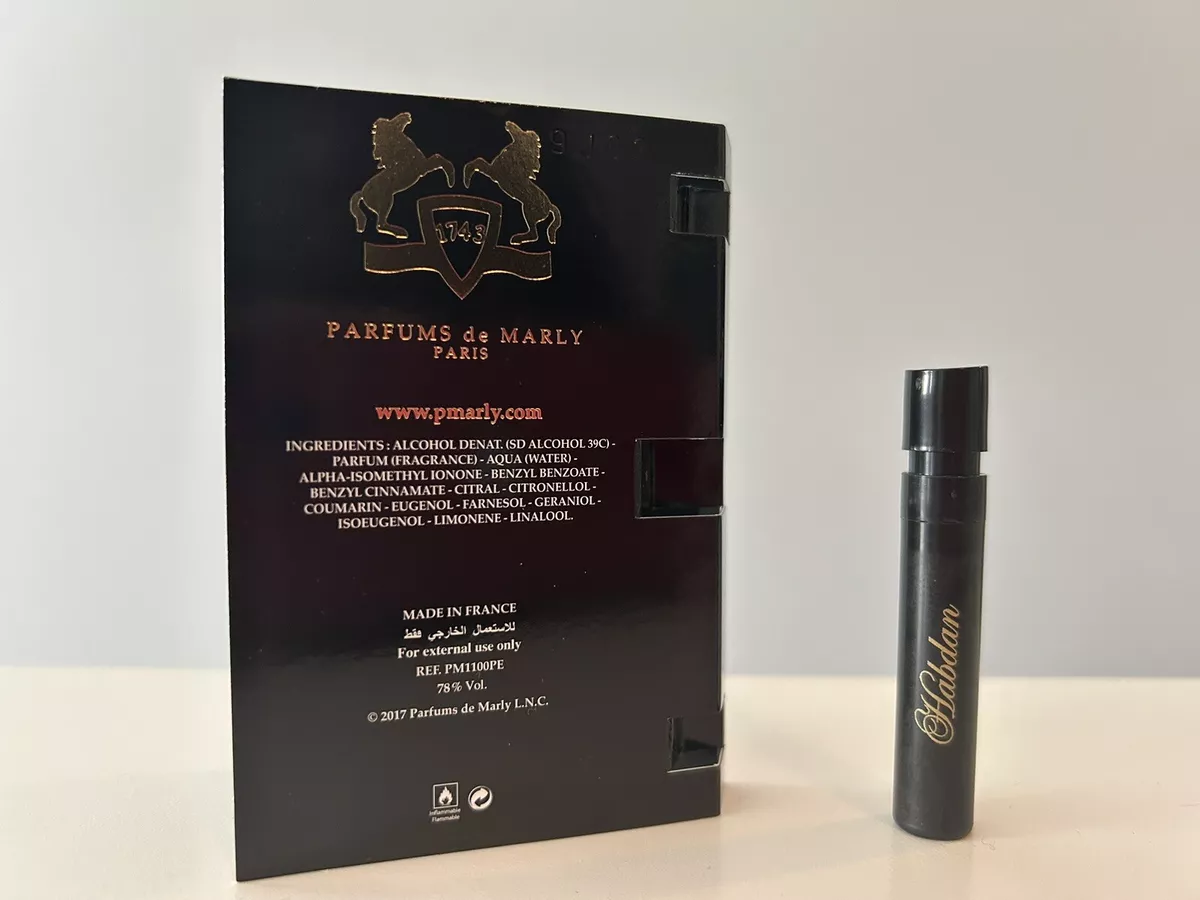 1743
PARFUMS de MARLY
PARIS
www.pmarly.com
INGREDIENTS : ALCOHOL DENAT. (SD ALCOHOL 39C) -
PARFUM (FRAGRANCE) - AQUA (WATER) -
ALPHA-ISOMETHYL IONONE - BENZYL BENZOATE -
BENZYL CINNAMATE - CITRAL - CITRONELLOL -
COUMARIN - EUGENOL - FARNESOL - GERANIOL -
ISOEUGENOL - LIMONENE - LINALOOL.
MADE IN FRANCE
للاستعمال الخارجي فقط
For external use only
REF. PM1100PE
78% Vol.
© 2017 Parfums de Marly L.N.C.
Inflammable
Flammable
Habdan